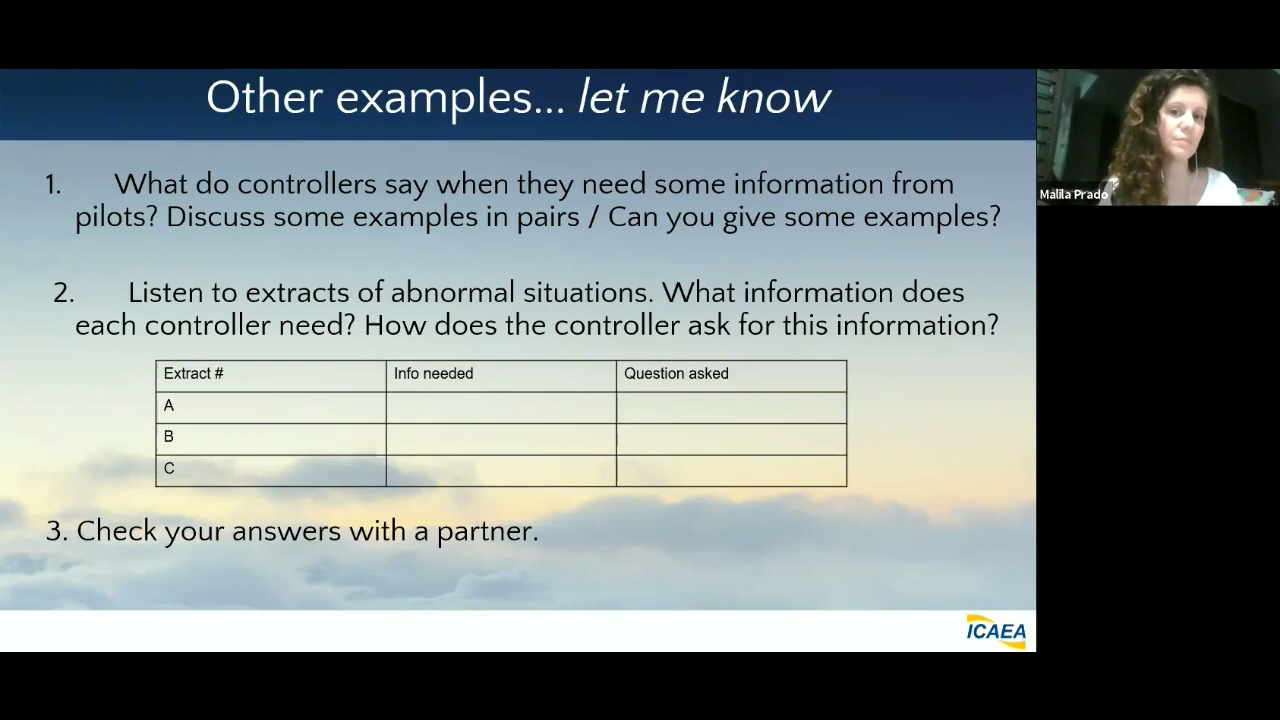 Other examples... let me know
Malila Prado
1. What do controllers say when they need some information from
pilots? Discuss some examples in pairs / Can you give some examples?
2. Listen to extracts of abnormal situations. What information does
each controller need? How does the controller ask for this information?
Extract # Info needed Question asked
A
B
C
3. Check your answers with a partner.
ICAEA